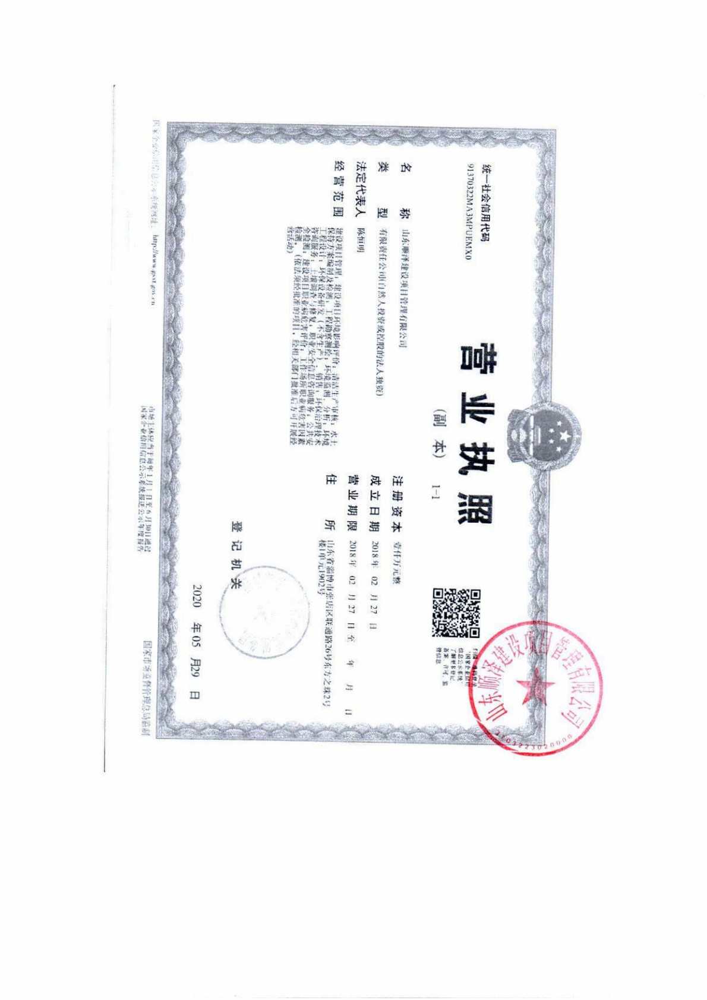 营业执照
(副 本) 1-1
统一社会信用代码
91370322MA3MPUEMX0
扫描二维码登录
"国家企业信用
信息公示系统"
了解更多登记、
备案、许可、监
管信息
名称 山东顺泽建设项目管理有限公司
类型 有限责任公司(自然人投资或控股的法人独资)
法定代表人 陈恒明
经营范围 建设项目管理；建设项目环境影响评价；清洁生产审核；水土
保持方案编制及检测；工程勘察测绘；环境监测、分析；环境
工程设计；环保设备研发（不含生产）、销售；环保治理技术
咨询服务；土壤调查与修复；职业安全信息咨询服务；公共安
全检测；建设项目职业病危害评价；工作场所职业病危害因素
检测。（依法须经批准的项目，经相关部门批准后方可开展经
营活动）
注册资本 壹仟万元整
成立日期 2018 年 02 月 27 日
营业期限 2018 年 02 月 27 日 至 年 月 日
住所 山东省淄博市张店区联通路26号东方之珠2号
楼1单元1902号
登记机关
2020 年 05 月 29 日
山东顺泽建设项目管理有限公司
3703223020000
国家企业信用信息公示系统网址：http://www.gsxt.gov.cn
市场主体应当于每年1月1日至6月30日通过
国家企业信用信息公示系统报送公示年度报告
国家市场监督管理总局监制